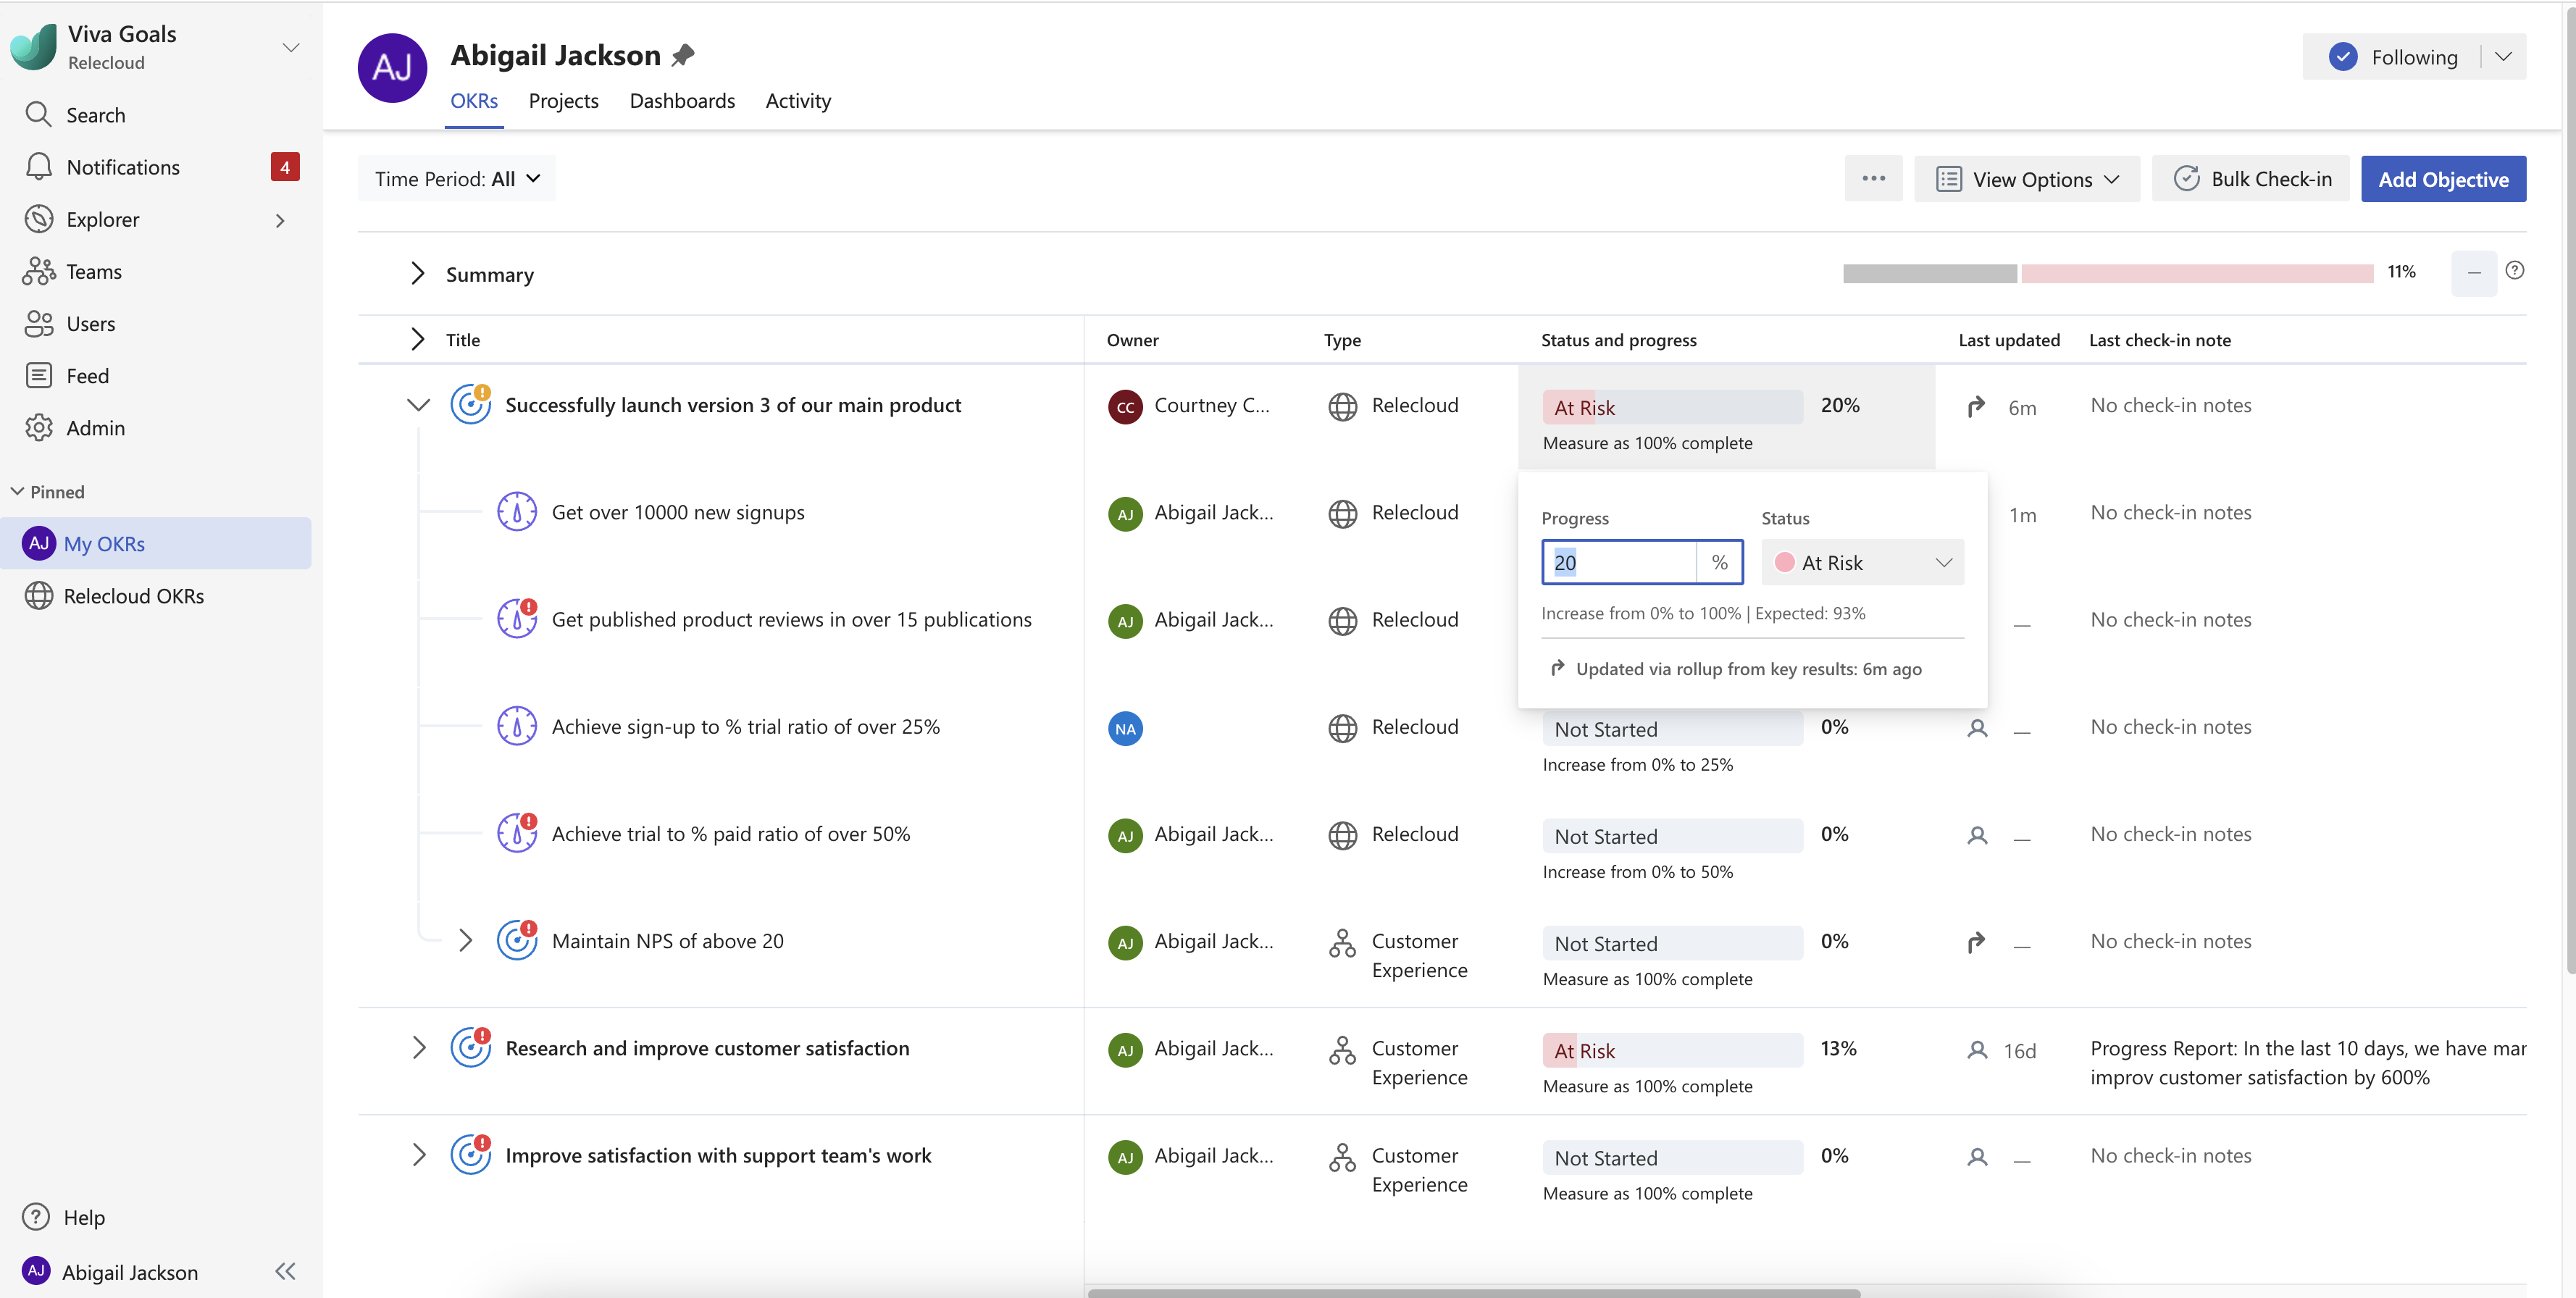 Viva Goals
Relecloud
Search
Notifications
4
Explorer
Teams
Users
Feed
Admin
Pinned
AJ
My OKRs
Relecloud OKRs
Help
AJ
Abigail Jackson
AJ
Abigail Jackson
OKRs Projects Dashboards Activity
Following
Time Period: All
View Options
Bulk Check-in
Add Objective
Summary
11%
Title Owner Type Status and progress Last updated Last check-in note
Successfully launch version 3 of our main product
CC Courtney C... Relecloud At Risk 20% 6m No check-in notes
Measure as 100% complete
Get over 10000 new signups
AJ Abigail Jack... Relecloud 1m No check-in notes
Progress Status
20 % At Risk
Increase from 0% to 100% | Expected: 93%
Updated via rollup from key results: 6m ago
Get published product reviews in over 15 publications
AJ Abigail Jack... Relecloud — No check-in notes
Achieve sign-up to % trial ratio of over 25%
NA Relecloud Not Started 0% — No check-in notes
Increase from 0% to 25%
Achieve trial to % paid ratio of over 50%
AJ Abigail Jack... Relecloud Not Started 0% — No check-in notes
Increase from 0% to 50%
Maintain NPS of above 20
AJ Abigail Jack... Customer Experience Not Started 0% — No check-in notes
Measure as 100% complete
Research and improve customer satisfaction
AJ Abigail Jack... Customer Experience At Risk 13% 16d
Measure as 100% complete
Progress Report: In the last 10 days, we have mar
improv customer satisfaction by 600%
Improve satisfaction with support team's work
AJ Abigail Jack... Customer Experience Not Started 0% — No check-in notes
Measure as 100% complete